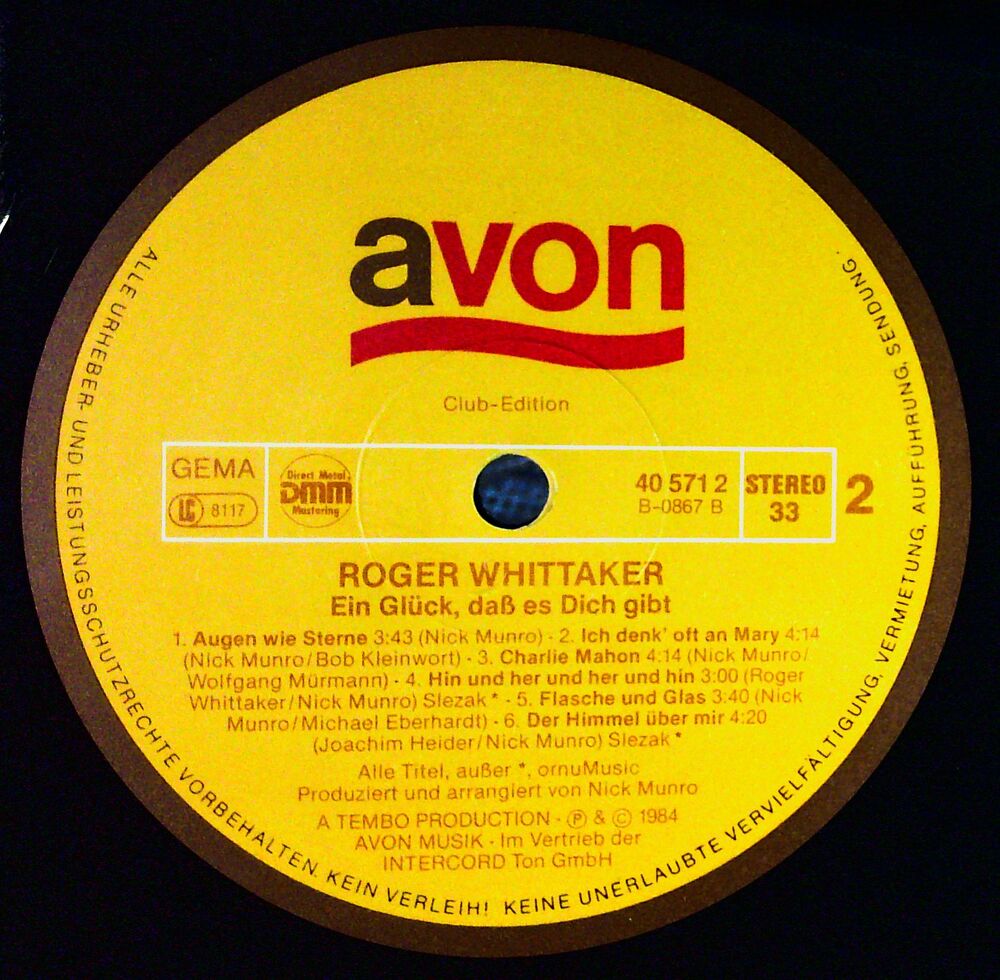 avon
Club-Edition
GEMA
LC 8117
Direct Metal
DMM
Mastering
40 571 2
B-0867 B
STEREO
33
2
ROGER WHITTAKER
Ein Glück, daß es Dich gibt
1. Augen wie Sterne 3:43 (Nick Munro) · 2. Ich denk' oft an Mary 4:14
(Nick Munro/Bob Kleinwort) · 3. Charlie Mahon 4:14 (Nick Munro/
Wolfgang Mürmann) · 4. Hin und her und her und hin 3:00 (Roger
Whittaker/Nick Munro) Slezak* · 5. Flasche und Glas 3:40 (Nick
Munro/Michael Eberhardt) · 6. Der Himmel über mir 4:20
(Joachim Heider/Nick Munro) Slezak*
Alle Titel, außer *, ornuMusic
Produziert und arrangiert von Nick Munro
A TEMBO PRODUCTION · Ⓟ & © 1984
AVON MUSIK · Im Vertrieb der
INTERCORD Ton GmbH
ALLE URHEBER- UND LEISTUNGSSCHUTZRECHTE VORBEHALTEN. KEIN VERLEIH! KEINE UNERLAUBTE VERVIELFÄLTIGUNG, VERMIETUNG, AUFFÜHRUNG, SENDUNG ·